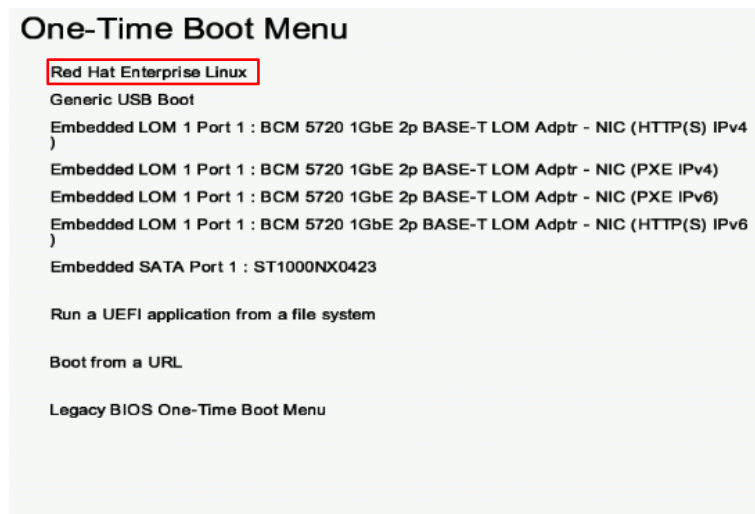 One-Time Boot Menu
Red Hat Enterprise Linux
Generic USB Boot
Embedded LOM 1 Port 1 : BCM 5720 1GbE 2p BASE-T LOM Adptr - NIC (HTTP(S) IPv4
)
Embedded LOM 1 Port 1 : BCM 5720 1GbE 2p BASE-T LOM Adptr - NIC (PXE IPv4)
Embedded LOM 1 Port 1 : BCM 5720 1GbE 2p BASE-T LOM Adptr - NIC (PXE IPv6)
Embedded LOM 1 Port 1 : BCM 5720 1GbE 2p BASE-T LOM Adptr - NIC (HTTP(S) IPv6
)
Embedded SATA Port 1 : ST1000NX0423
Run a UEFI application from a file system
Boot from a URL
Legacy BIOS One-Time Boot Menu